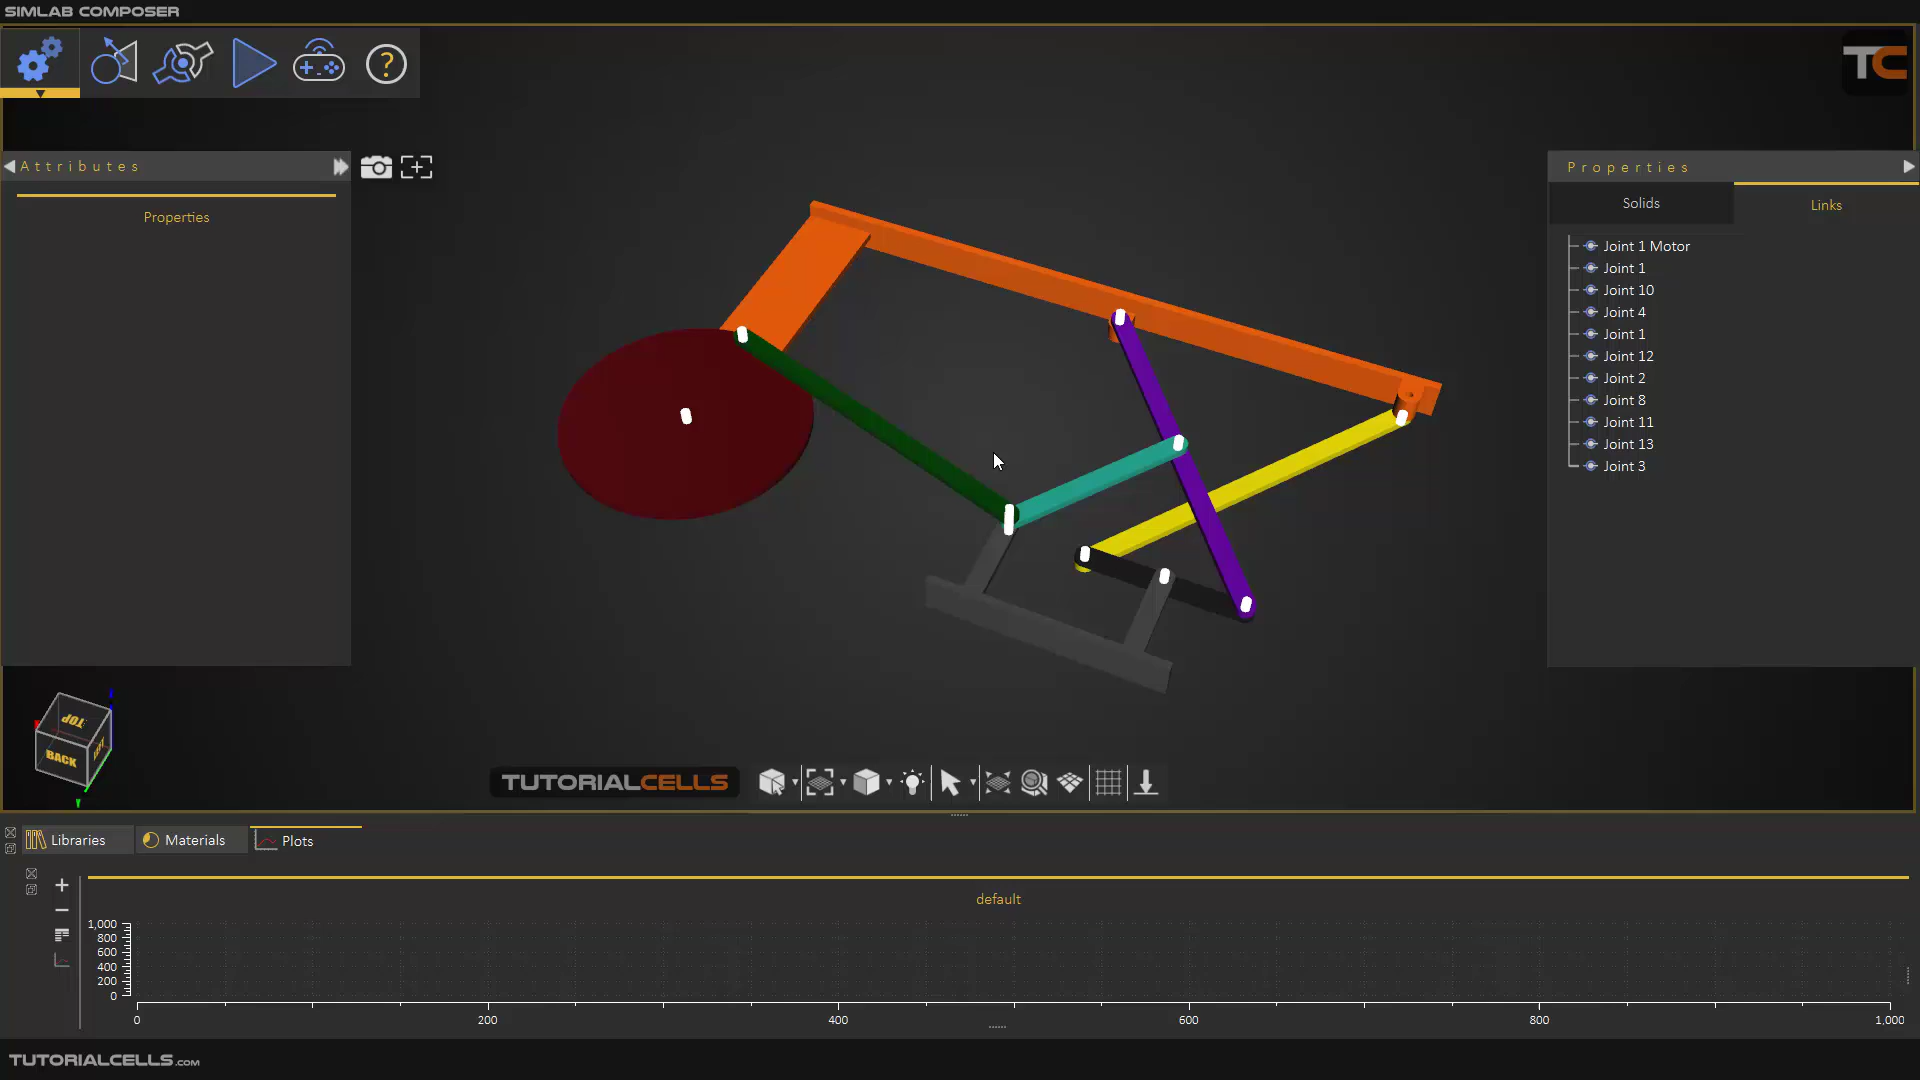 SIMLAB COMPOSER
?
TC
Attributes
Properties
Properties
Solids
Links
Joint 1 Motor
Joint 1
Joint 10
Joint 4
Joint 1
Joint 12
Joint 2
Joint 8
Joint 11
Joint 13
Joint 3
TOP
BACK
TUTORIALCELLS
Libraries
Materials
Plots
default
1,000
800
600
400
200
0
0
200
400
600
800
1,000
TUTORIALCELLS.COM